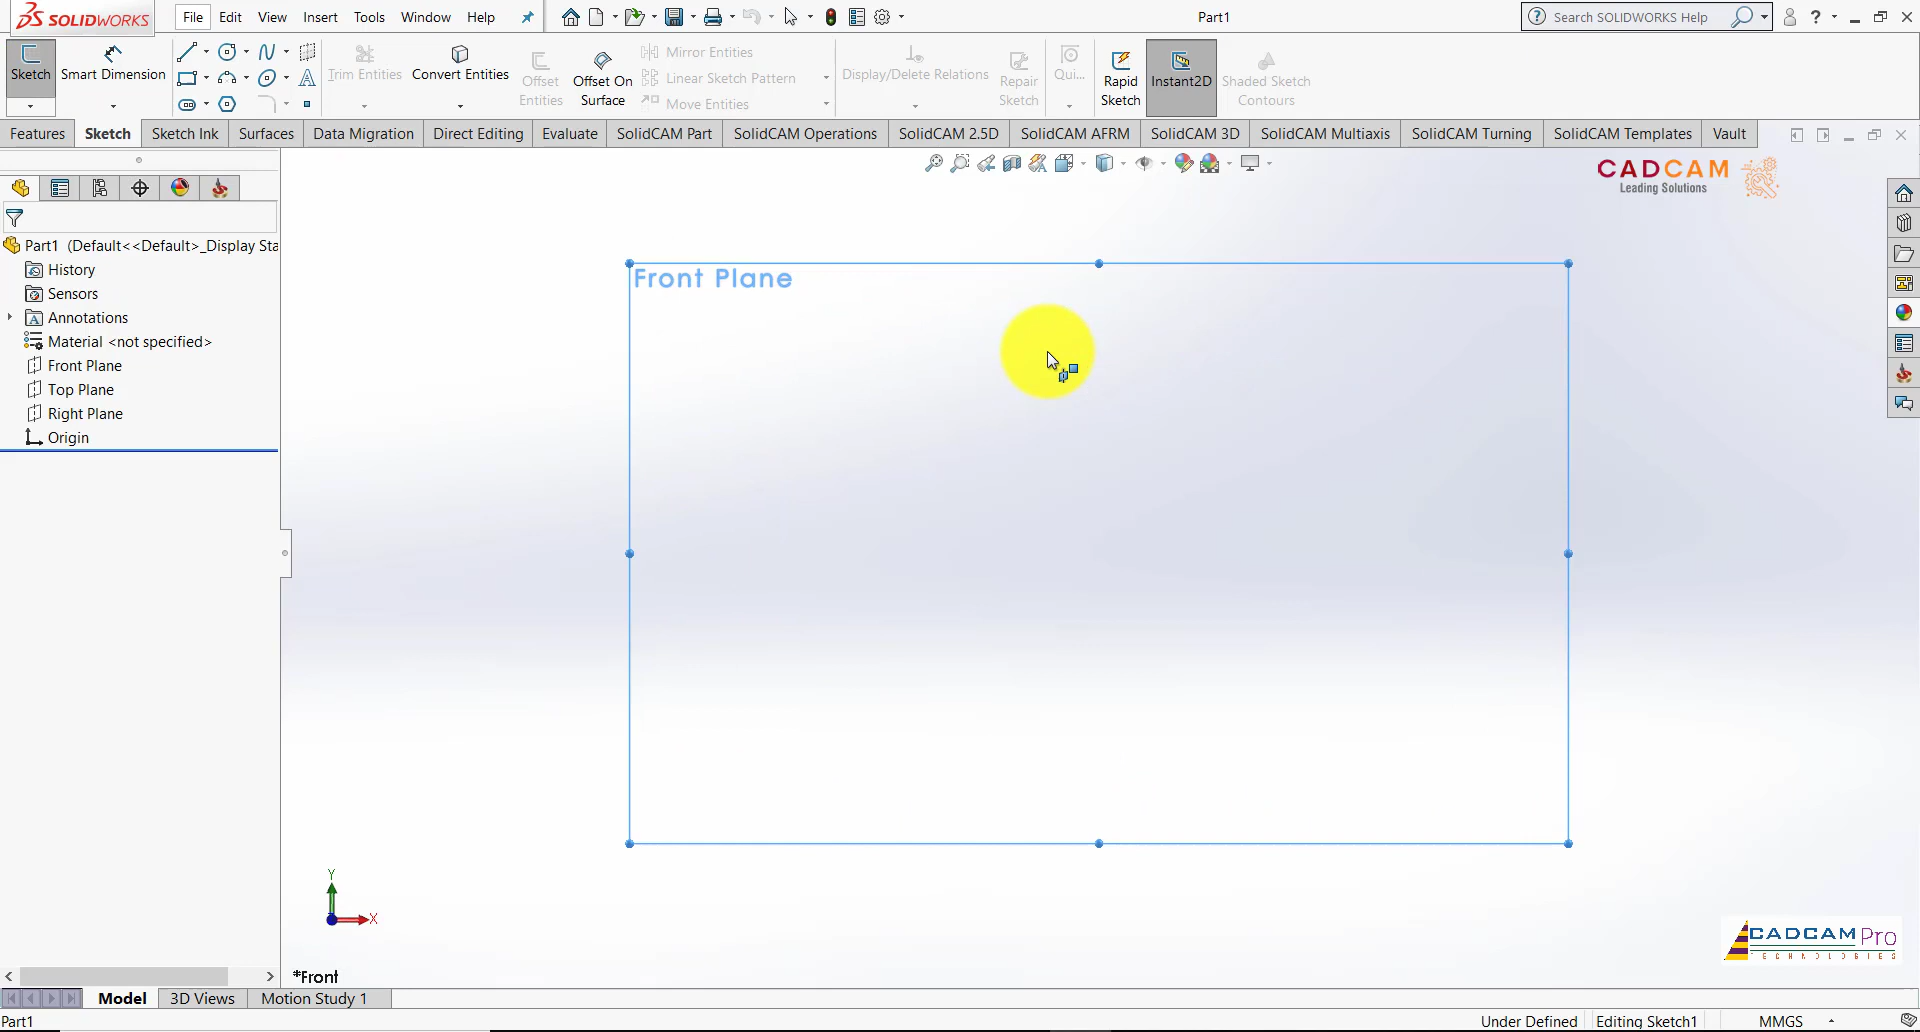 SOLIDWORKS File Edit View Insert Tools Window Help Part1 Search SOLIDWORKS Help
Sketch Smart Dimension Trim Entities Convert Entities Offset Entities Offset On Surface Mirror Entities Linear Sketch Pattern Move Entities Display/Delete Relations Repair Sketch Qui... Rapid Sketch Instant2D Shaded Sketch Contours
Features Sketch Sketch Ink Surfaces Data Migration Direct Editing Evaluate SolidCAM Part SolidCAM Operations SolidCAM 2.5D SolidCAM AFRM SolidCAM 3D SolidCAM Multiaxis SolidCAM Turning SolidCAM Templates Vault
CADCAM
Leading Solutions
Part1 (Default<<Default>_Display Sta
History
Front Plane
Sensors
Annotations
Material <not specified>
Front Plane
Top Plane
Right Plane
Origin
Y
X
CADCAM Pro
TECHNOLOGIES
*Front
Model 3D Views Motion Study 1
Part1 Under Defined Editing Sketch1 MMGS